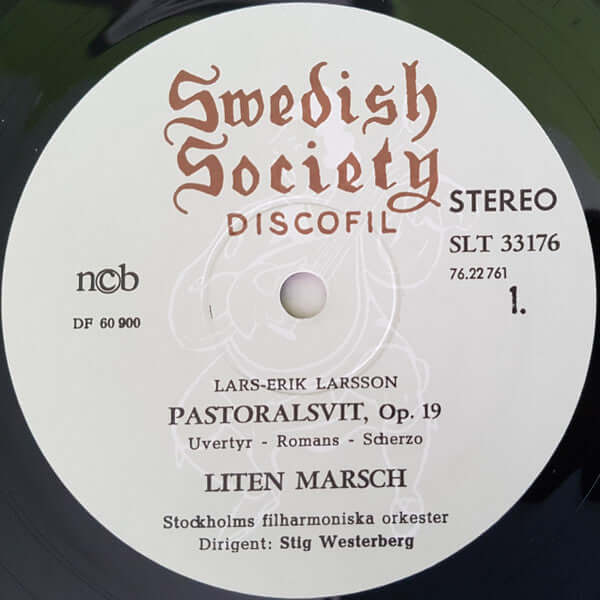 Swedish
Society
DISCOFIL
STEREO
SLT 33176
76.22 761
1.
ncb
DF 60 900
LARS-ERIK LARSSON
PASTORALSVIT, Op. 19
Uvertyr - Romans - Scherzo
LITEN MARSCH
Stockholms filharmoniska orkester
Dirigent: Stig Westerberg